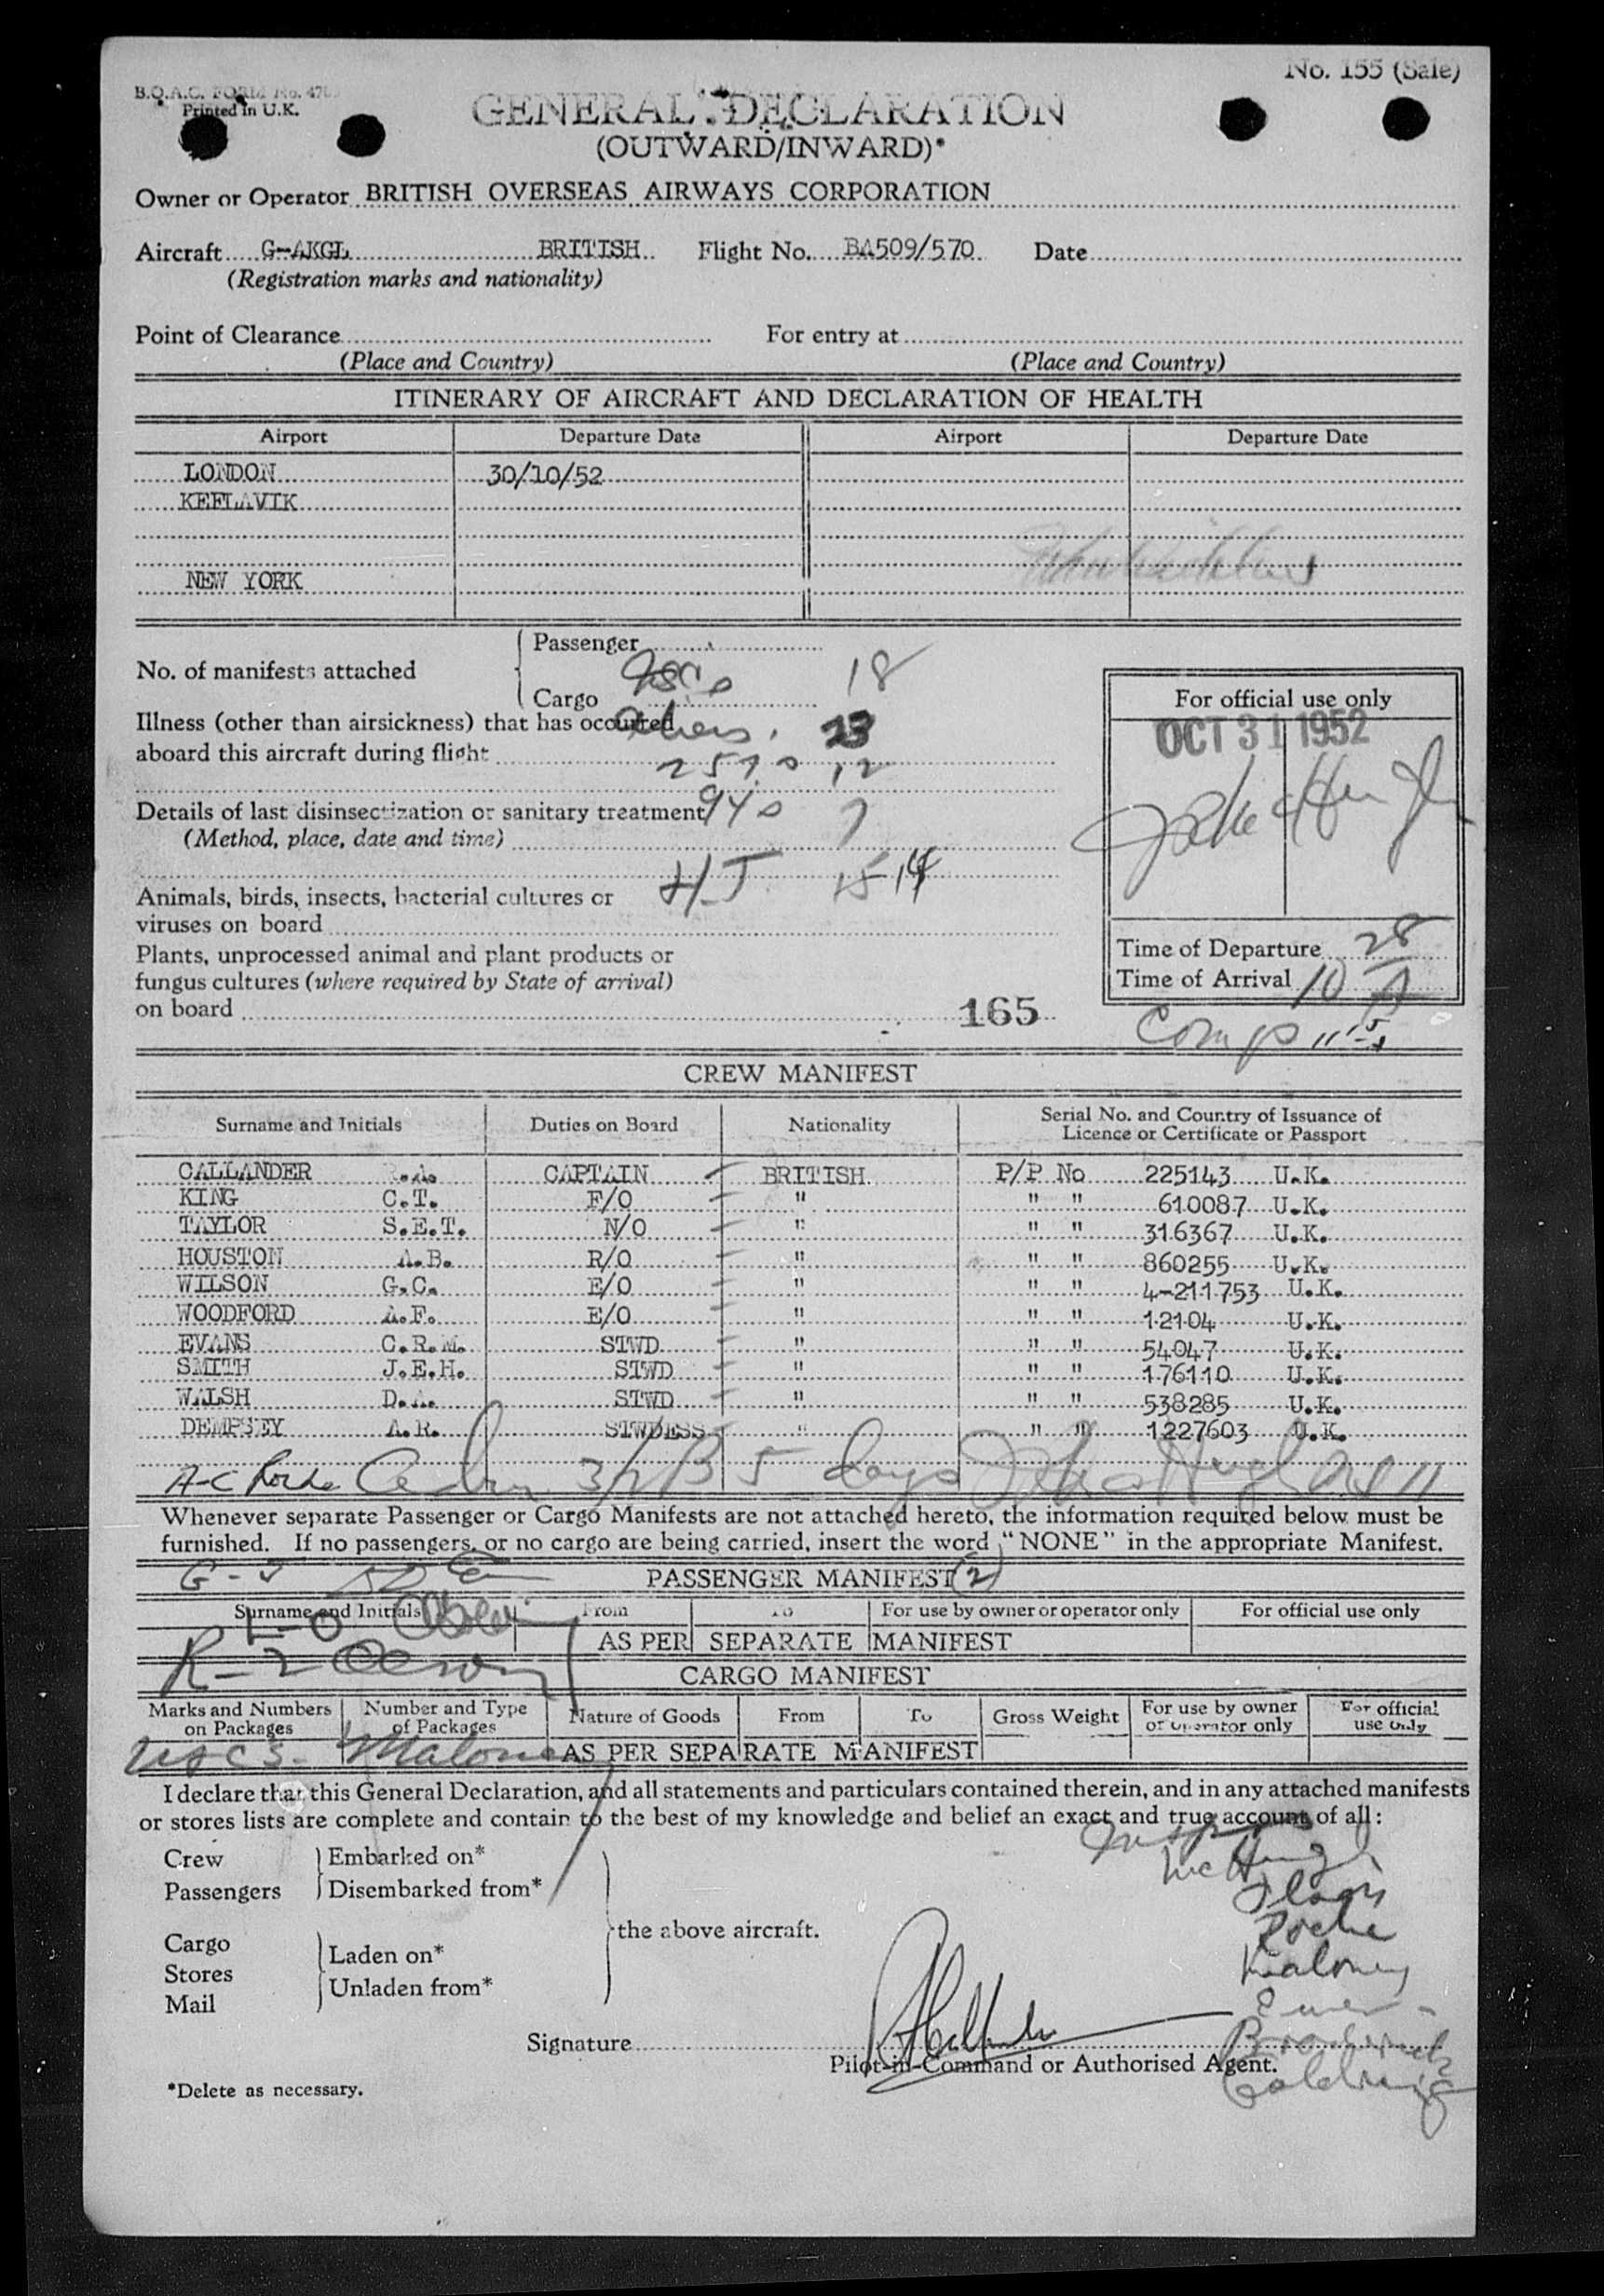 No. 155 (Sale)
B.O.A.C. FORM No.
Printed in U.K.
GENERAL DECLARATION
(OUTWARD/INWARD)*
Owner or Operator BRITISH OVERSEAS AIRWAYS CORPORATION
Aircraft G-AKGL BRITISH Flight No. BA509/570 Date
(Registration marks and nationality)
Point of Clearance For entry at
(Place and Country) (Place and Country)
ITINERARY OF AIRCRAFT AND DECLARATION OF HEALTH
Airport Departure Date Airport Departure Date
LONDON 30/10/52
KEFLAVIK
NEW YORK
Passenger
No. of manifests attached 18
Cargo
For official use only
Illness (other than airsickness) that has occurred
OCT 31 1952
aboard this aircraft during flight 12
Details of last disinsectization or sanitary treatment 7
(Method, place, date and time)
Animals, birds, insects, bacterial cultures or
viruses on board
Plants, unprocessed animal and plant products or
fungus cultures (where required by State of arrival)
on board 165
Time of Departure 28
Time of Arrival 10 A
CREW MANIFEST
Surname and Initials Duties on Board Nationality Serial No. and Country of Issuance of
Licence or Certificate or Passport
CALLANDER R.A. CAPTAIN - BRITISH P/P No 225143 U.K.
KING C.T. F/O - " " " 610087 U.K.
TAYLOR S.E.T. N/O - " " " 316367 U.K.
HOUSTON A.B. R/O - " " " 860255 U.K.
WILSON G.C. E/O - " " " 4-211753 U.K.
WOODFORD A.F. E/O - " " " 12104 U.K.
EVANS C.R.M. STWD - " " " 54047 U.K.
SMITH J.E.H. STWD - " " " 176110 U.K.
WALSH D.A. STWD - " " " 538285 U.K.
DEMPSEY A.R. STWDESS - " " " 1227603 U.K.
A-C Roche 5 days
Whenever separate Passenger or Cargo Manifests are not attached hereto, the information required below must be
furnished. If no passengers, or no cargo are being carried, insert the word "NONE" in the appropriate Manifest.
PASSENGER MANIFEST (2)
Surname and Initials From To For use by owner or operator only For official use only
AS PER SEPARATE MANIFEST
CARGO MANIFEST
Marks and Numbers on Packages Number and Type of Packages Nature of Goods From To Gross Weight For use by owner or operator only For official use only
AS PER SEPARATE MANIFEST
I declare that this General Declaration, and all statements and particulars contained therein, and in any attached manifests
or stores lists are complete and contain to the best of my knowledge and belief an exact and true account of all:
Crew Embarked on*
Passengers Disembarked from*
the above aircraft.
Cargo
Laden on*
Stores
Unladen from*
Mail
McHugh
Roche
Maloney
Signature
Pilot-in-Command or Authorised Agent.
*Delete as necessary.